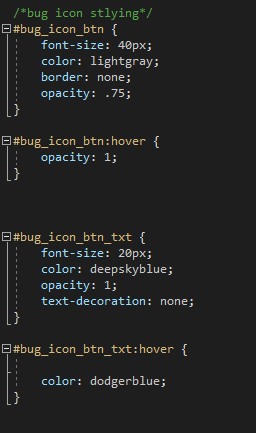 /*bug icon stlying*/
#bug_icon_btn {
font-size: 40px;
color: lightgray;
border: none;
opacity: .75;
}
#bug_icon_btn:hover {
opacity: 1;
}
#bug_icon_btn_txt {
font-size: 20px;
color: deepskyblue;
opacity: 1;
text-decoration: none;
}
#bug_icon_btn_txt:hover {
color: dodgerblue;
}